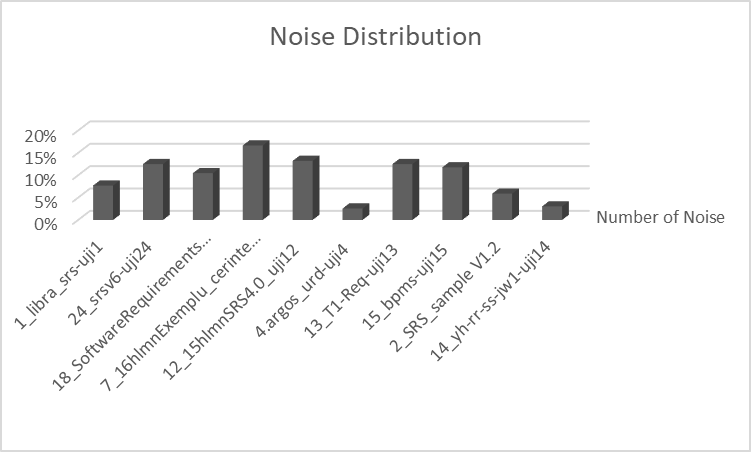 Noise Distribution
20%
15%
10%
5%
0%
Number of Noise
1_libra_srs-uji1
24_srsv6-uji24
18_SoftwareRequirements...
7_16hlmnExemplu_cerinte...
12_15hlmnSRS4.0_uji12
4.argos_urd-uji4
13_T1-Req-uji13
15_bpms-uji15
2_SRS_sample V1.2
14_yh-rr-ss-jw1-uji14